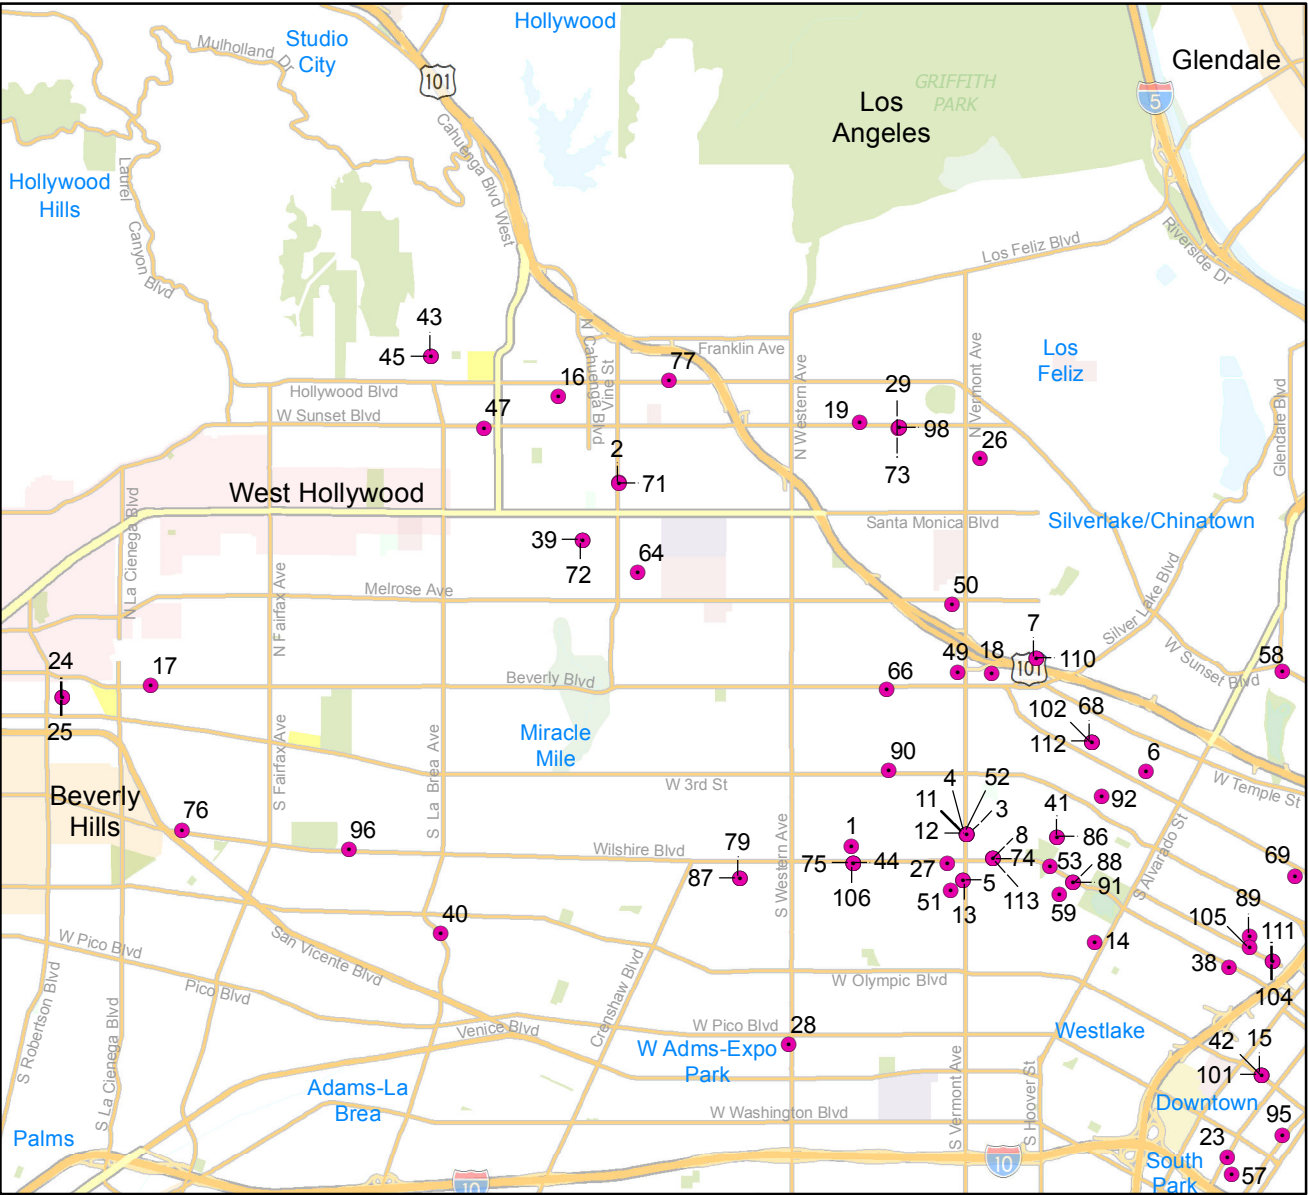 Hollywood
Studio
City
Mulholland Dr
101
Glendale
5
GRIFFITH
PARK
Los
Angeles
Cahuenga Blvd West
Laurel Canyon Blvd
Hollywood
Hills
Los Feliz Blvd
Riverside Dr
43
45
N Cahuenga Blvd
Vine St
Franklin Ave
77
N Western Ave
N Vermont Ave
Los
Feliz
Glendale Blvd
Hollywood Blvd
16
29
W Sunset Blvd
47
19
98
73
26
2
71
West Hollywood
N La Cienega Blvd
Santa Monica Blvd
Silverlake/Chinatown
39
72
64
N Fairfax Ave
Melrose Ave
50
Silver Lake Blvd
7
110
101
W Sunset Blvd
58
24
25
17
49
18
66
Beverly Blvd
102
68
112
Miracle
Mile
S Fairfax Ave
S La Brea Ave
90
6
W 3rd St
W Temple St
92
Beverly
Hills
76
96
4
52
11
3
12
41
86
8
1
Wilshire Blvd
79
87
75
44
106
27
74
53
88
91
69
S Western Ave
51
5
13
113
59
S Alvarado St
89
105
111
40
14
38
104
W Pico Blvd
San Vicente Blvd
Pico Blvd
Crenshaw Blvd
W Olympic Blvd
S Robertson Blvd
S La Cienega Blvd
Venice Blvd
W Pico Blvd
28
Westlake
42
15
101
W Adms-Expo
Park
Adams-La
Brea
W Washington Blvd
S Vermont Ave
S Hoover St
Downtown
95
Palms
23
South
Park
57
10
10